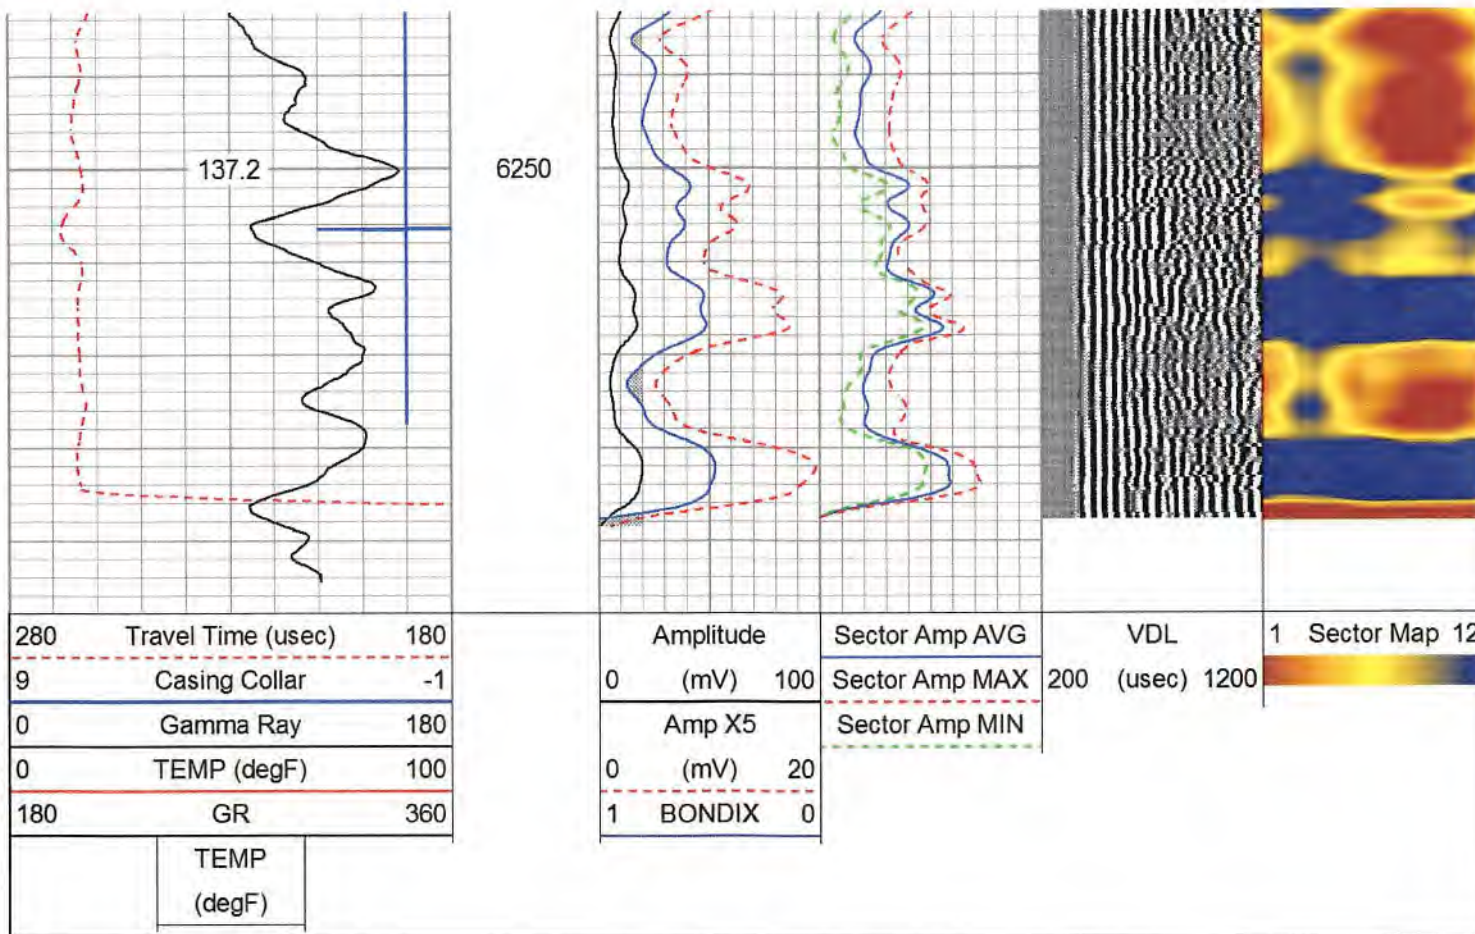 137.2
6250
280 Travel Time (usec) 180
9 Casing Collar -1
0 Gamma Ray 180
0 TEMP (degF) 100
180 GR 360
TEMP
(degF)
Amplitude
0 (mV) 100
Amp X5
0 (mV) 20
1 BONDIX 0
Sector Amp AVG
Sector Amp MAX
Sector Amp MIN
VDL
200 (usec) 1200
1 Sector Map 12